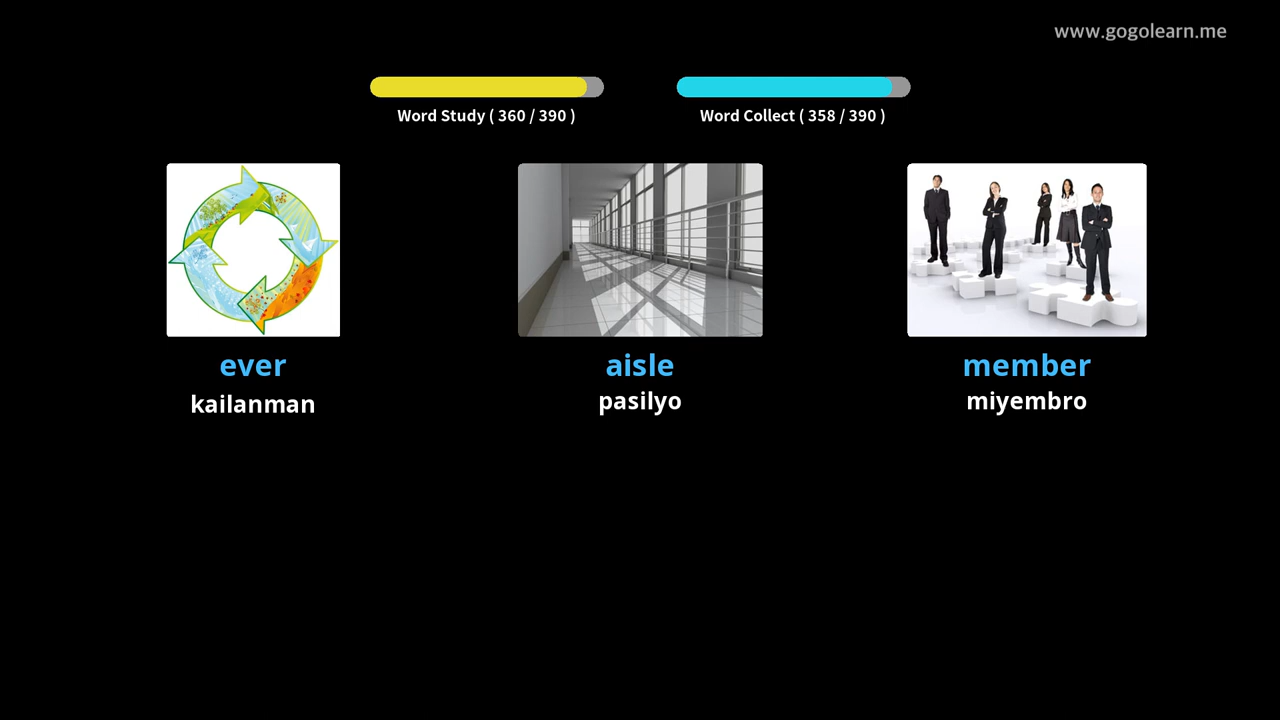 www.gogolearn.me
Word Study ( 360 / 390 )
Word Collect ( 358 / 390 )
ever
kailanman
aisle
pasilyo
member
miyembro